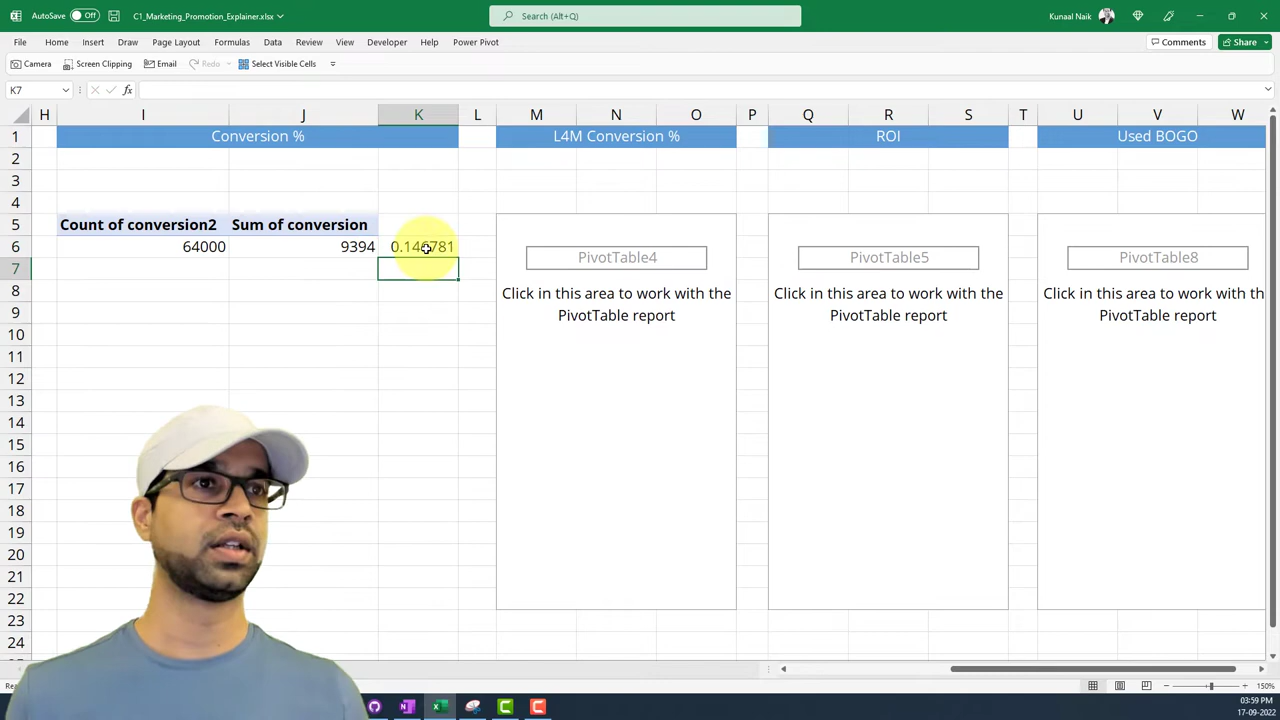 AutoSave Off C1_Marketing_Promotion_Explainer.xlsx Search (Alt+Q) Kunaal Naik
File Home Insert Draw Page Layout Formulas Data Review View Developer Help Power Pivot Comments Share
Camera Screen Clipping Email Redo Select Visible Cells
K7 fx
H I J K L M N O P Q R S T U V W
1 Conversion % L4M Conversion % ROI Used BOGO
2
3
4
5 Count of conversion2 Sum of conversion
6 64000 9394 0.146781 PivotTable4 PivotTable5 PivotTable8
7
8 Click in this area to work with the Click in this area to work with the Click in this area to work with th
9 PivotTable report PivotTable report PivotTable report
10
11
12
13
14
15
16
17
18
19
20
21
22
23
24
150%
03:59 PM
17-09-2022